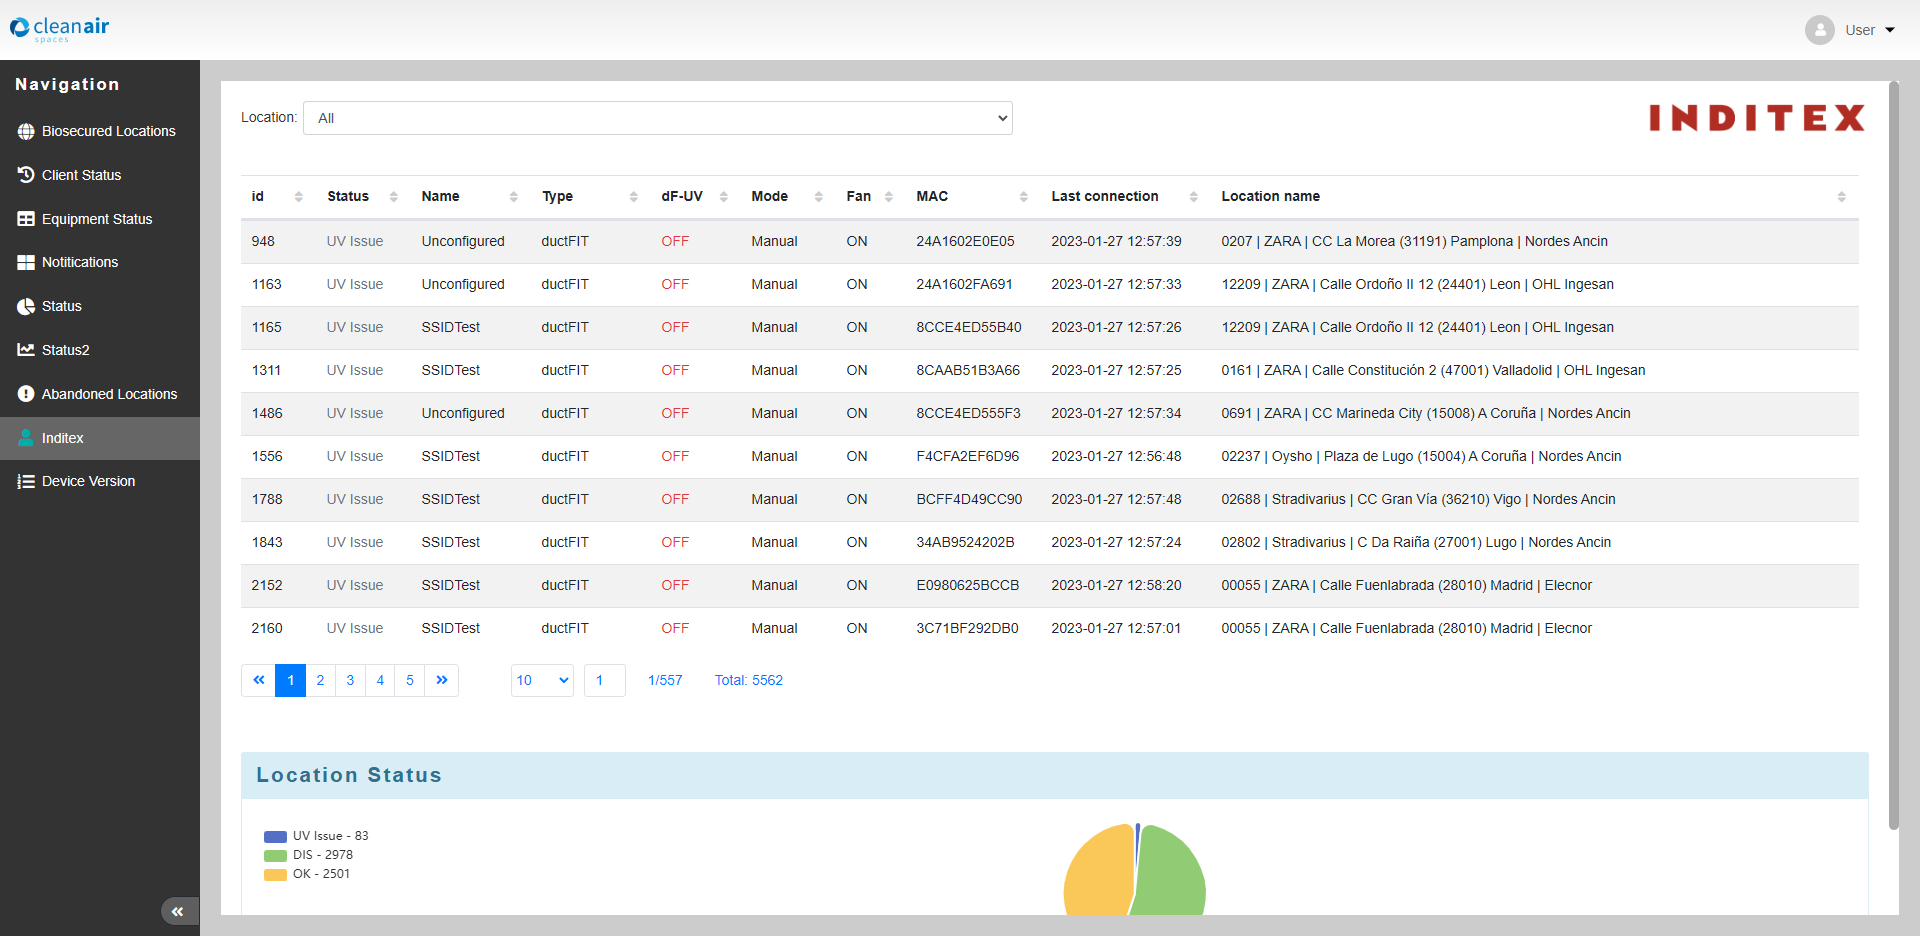 cleanair
spaces
User
Navigation
Biosecured Locations
Client Status
Equipment Status
Notitications
Status
Status2
Abandoned Locations
Inditex
Device Version
Location: All
INDITEX
id Status Name Type dF-UV Mode Fan MAC Last connection Location name
948 UV Issue Unconfigured ductFIT OFF Manual ON 24A1602E0E05 2023-01-27 12:57:39 0207 | ZARA | CC La Morea (31191) Pamplona | Nordes Ancin
1163 UV Issue Unconfigured ductFIT OFF Manual ON 24A1602FA691 2023-01-27 12:57:33 12209 | ZARA | Calle Ordoño II 12 (24401) Leon | OHL Ingesan
1165 UV Issue SSIDTest ductFIT OFF Manual ON 8CCE4ED55B40 2023-01-27 12:57:26 12209 | ZARA | Calle Ordoño II 12 (24401) Leon | OHL Ingesan
1311 UV Issue SSIDTest ductFIT OFF Manual ON 8CAAB51B3A66 2023-01-27 12:57:25 0161 | ZARA | Calle Constitución 2 (47001) Valladolid | OHL Ingesan
1486 UV Issue Unconfigured ductFIT OFF Manual ON 8CCE4ED555F3 2023-01-27 12:57:34 0691 | ZARA | CC Marineda City (15008) A Coruña | Nordes Ancin
1556 UV Issue SSIDTest ductFIT OFF Manual ON F4CFA2EF6D96 2023-01-27 12:56:48 02237 | Oysho | Plaza de Lugo (15004) A Coruña | Nordes Ancin
1788 UV Issue SSIDTest ductFIT OFF Manual ON BCFF4D49CC90 2023-01-27 12:57:48 02688 | Stradivarius | CC Gran Vía (36210) Vigo | Nordes Ancin
1843 UV Issue SSIDTest ductFIT OFF Manual ON 34AB9524202B 2023-01-27 12:57:24 02802 | Stradivarius | C Da Raiña (27001) Lugo | Nordes Ancin
2152 UV Issue SSIDTest ductFIT OFF Manual ON E0980625BCCB 2023-01-27 12:58:20 00055 | ZARA | Calle Fuenlabrada (28010) Madrid | Elecnor
2160 UV Issue SSIDTest ductFIT OFF Manual ON 3C71BF292DB0 2023-01-27 12:57:01 00055 | ZARA | Calle Fuenlabrada (28010) Madrid | Elecnor
« 1 2 3 4 5 » 10 1 1/557 Total: 5562
Location Status
UV Issue - 83
DIS - 2978
OK - 2501
«